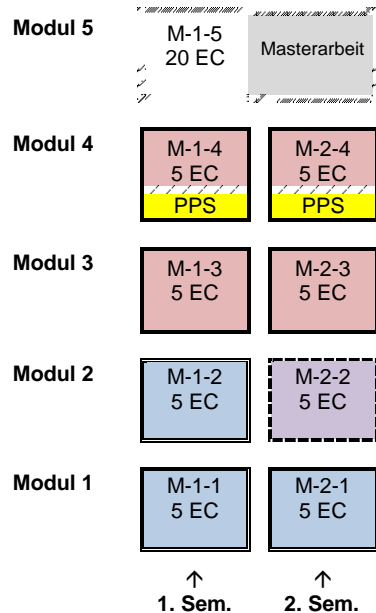 Modul 5
M-1-5
20 EC
Masterarbeit
Modul 4
M-1-4
5 EC
PPS
M-2-4
5 EC
PPS
Modul 3
M-1-3
5 EC
M-2-3
5 EC
Modul 2
M-1-2
5 EC
M-2-2
5 EC
Modul 1
M-1-1
5 EC
M-2-1
5 EC
↑ ↑
1. Sem. 2. Sem.